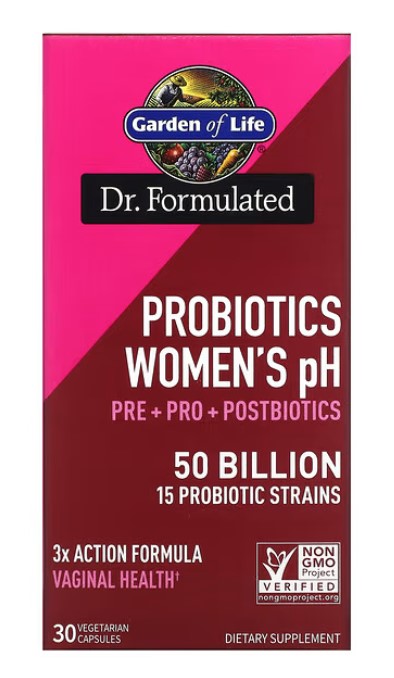 Garden of Life®
Dr. Formulated
PROBIOTICS
WOMEN'S pH
PRE + PRO + POSTBIOTICS
50 BILLION
15 PROBIOTIC STRAINS
3x ACTION FORMULA
VAGINAL HEALTH†
NON
GMO
Project
VERIFIED
nongmoproject.org
30 VEGETARIAN
CAPSULES
DIETARY SUPPLEMENT